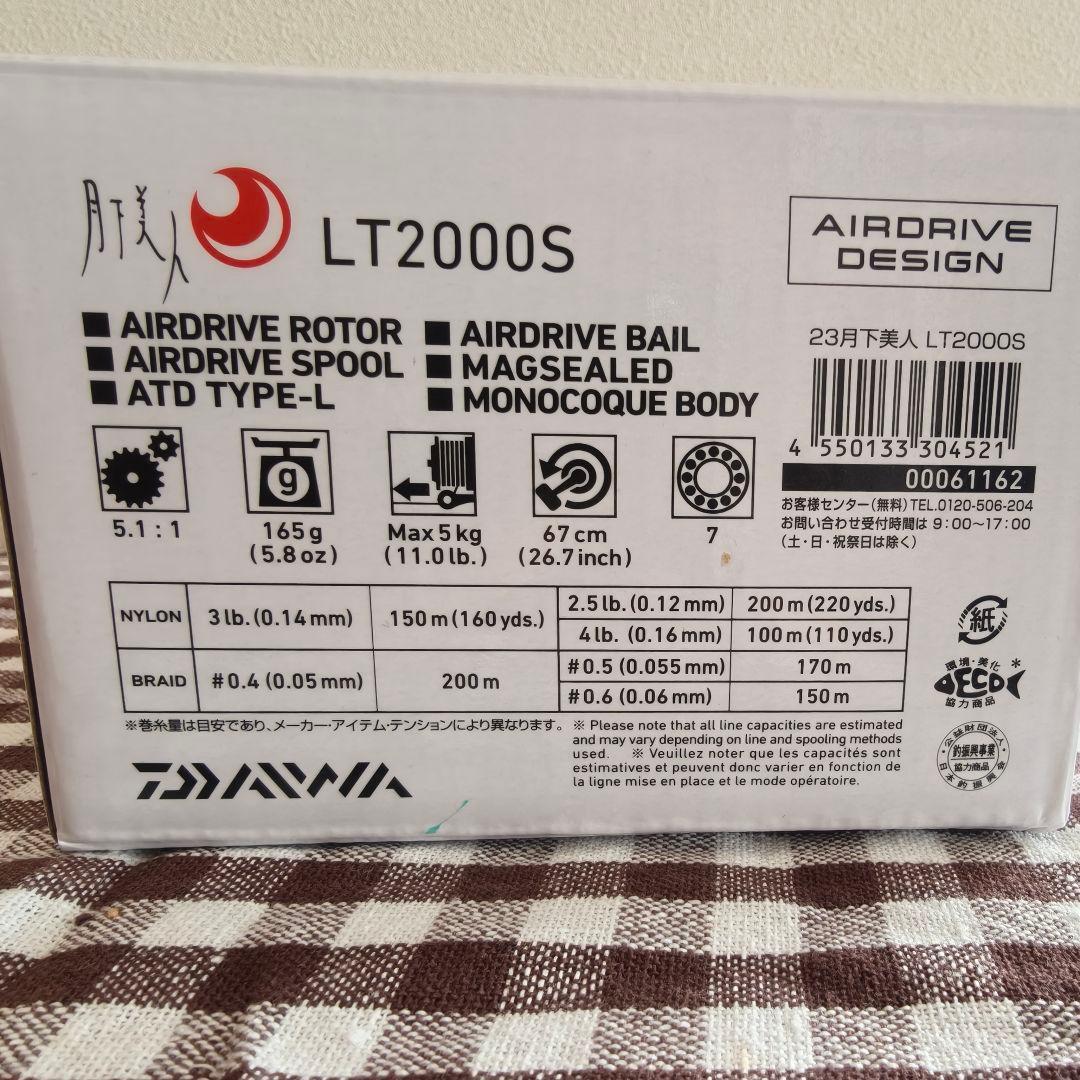 月下美人 LT2000S
AIRDRIVE
DESIGN
■ AIRDRIVE ROTOR
■ AIRDRIVE SPOOL
■ ATD TYPE-L
■ AIRDRIVE BAIL
■ MAGSEALED
■ MONOCOQUE BODY
23月下美人 LT2000S
4 550133 304521
00061162
お客様センター(無料)TEL.0120-506-204
お問い合わせ受付時間は 9:00〜17:00
(土・日・祝祭日は除く)
g
5.1 : 1
165g
(5.8oz)
Max 5 kg
(11.0lb.)
67 cm
(26.7inch)
7
NYLON 3 lb. (0.14 mm) 150 m (160 yds.)
2.5 lb. (0.12 mm) 200 m (220 yds.)
4 lb. (0.16 mm) 100 m (110 yds.)
BRAID #0.4 (0.05 mm) 200 m
#0.5 (0.055 mm) 170 m
#0.6 (0.06 mm) 150 m
※巻糸量は目安であり、メーカー・アイテム・テンションにより異なります。
※ Please note that all line capacities are estimated
and may vary depending on line and spooling methods
used. ※ Veuillez noter que les capacités sont
estimatives et peuvent donc varier en fonction de
la ligne mise en place et le mode opératoire.
DAIWA
紙
環境・美化
ECO
*
協力商品
公益財団法人
釣振興事業
協力商品
日本釣振興会